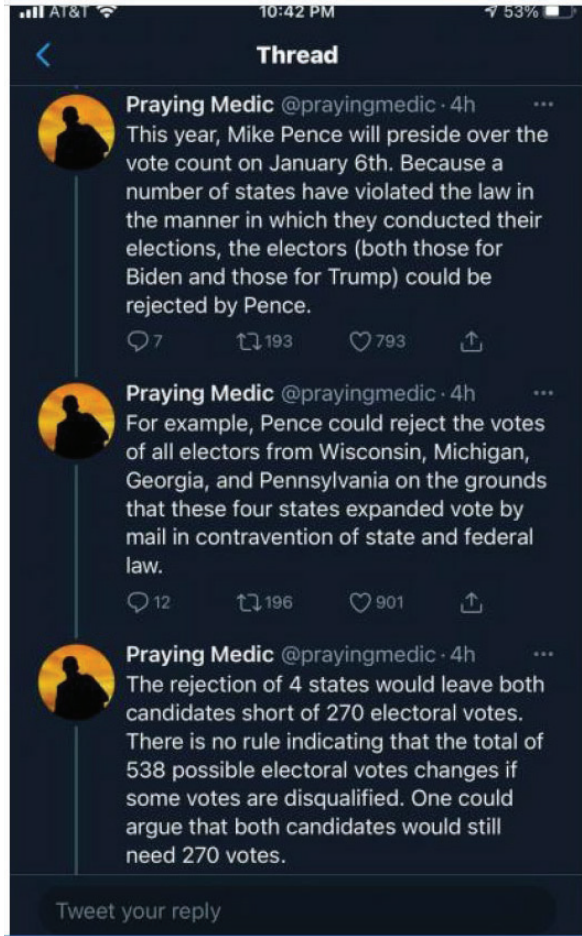 AT&T 10:42 PM 53%
Thread
Praying Medic @prayingmedic · 4h ...
This year, Mike Pence will preside over the
vote count on January 6th. Because a
number of states have violated the law in
the manner in which they conducted their
elections, the electors (both those for
Biden and those for Trump) could be
rejected by Pence.
7 193 793
Praying Medic @prayingmedic · 4h ...
For example, Pence could reject the votes
of all electors from Wisconsin, Michigan,
Georgia, and Pennsylvania on the grounds
that these four states expanded vote by
mail in contravention of state and federal
law.
12 196 901
Praying Medic @prayingmedic · 4h ...
The rejection of 4 states would leave both
candidates short of 270 electoral votes.
There is no rule indicating that the total of
538 possible electoral votes changes if
some votes are disqualified. One could
argue that both candidates would still
need 270 votes.
Tweet your reply